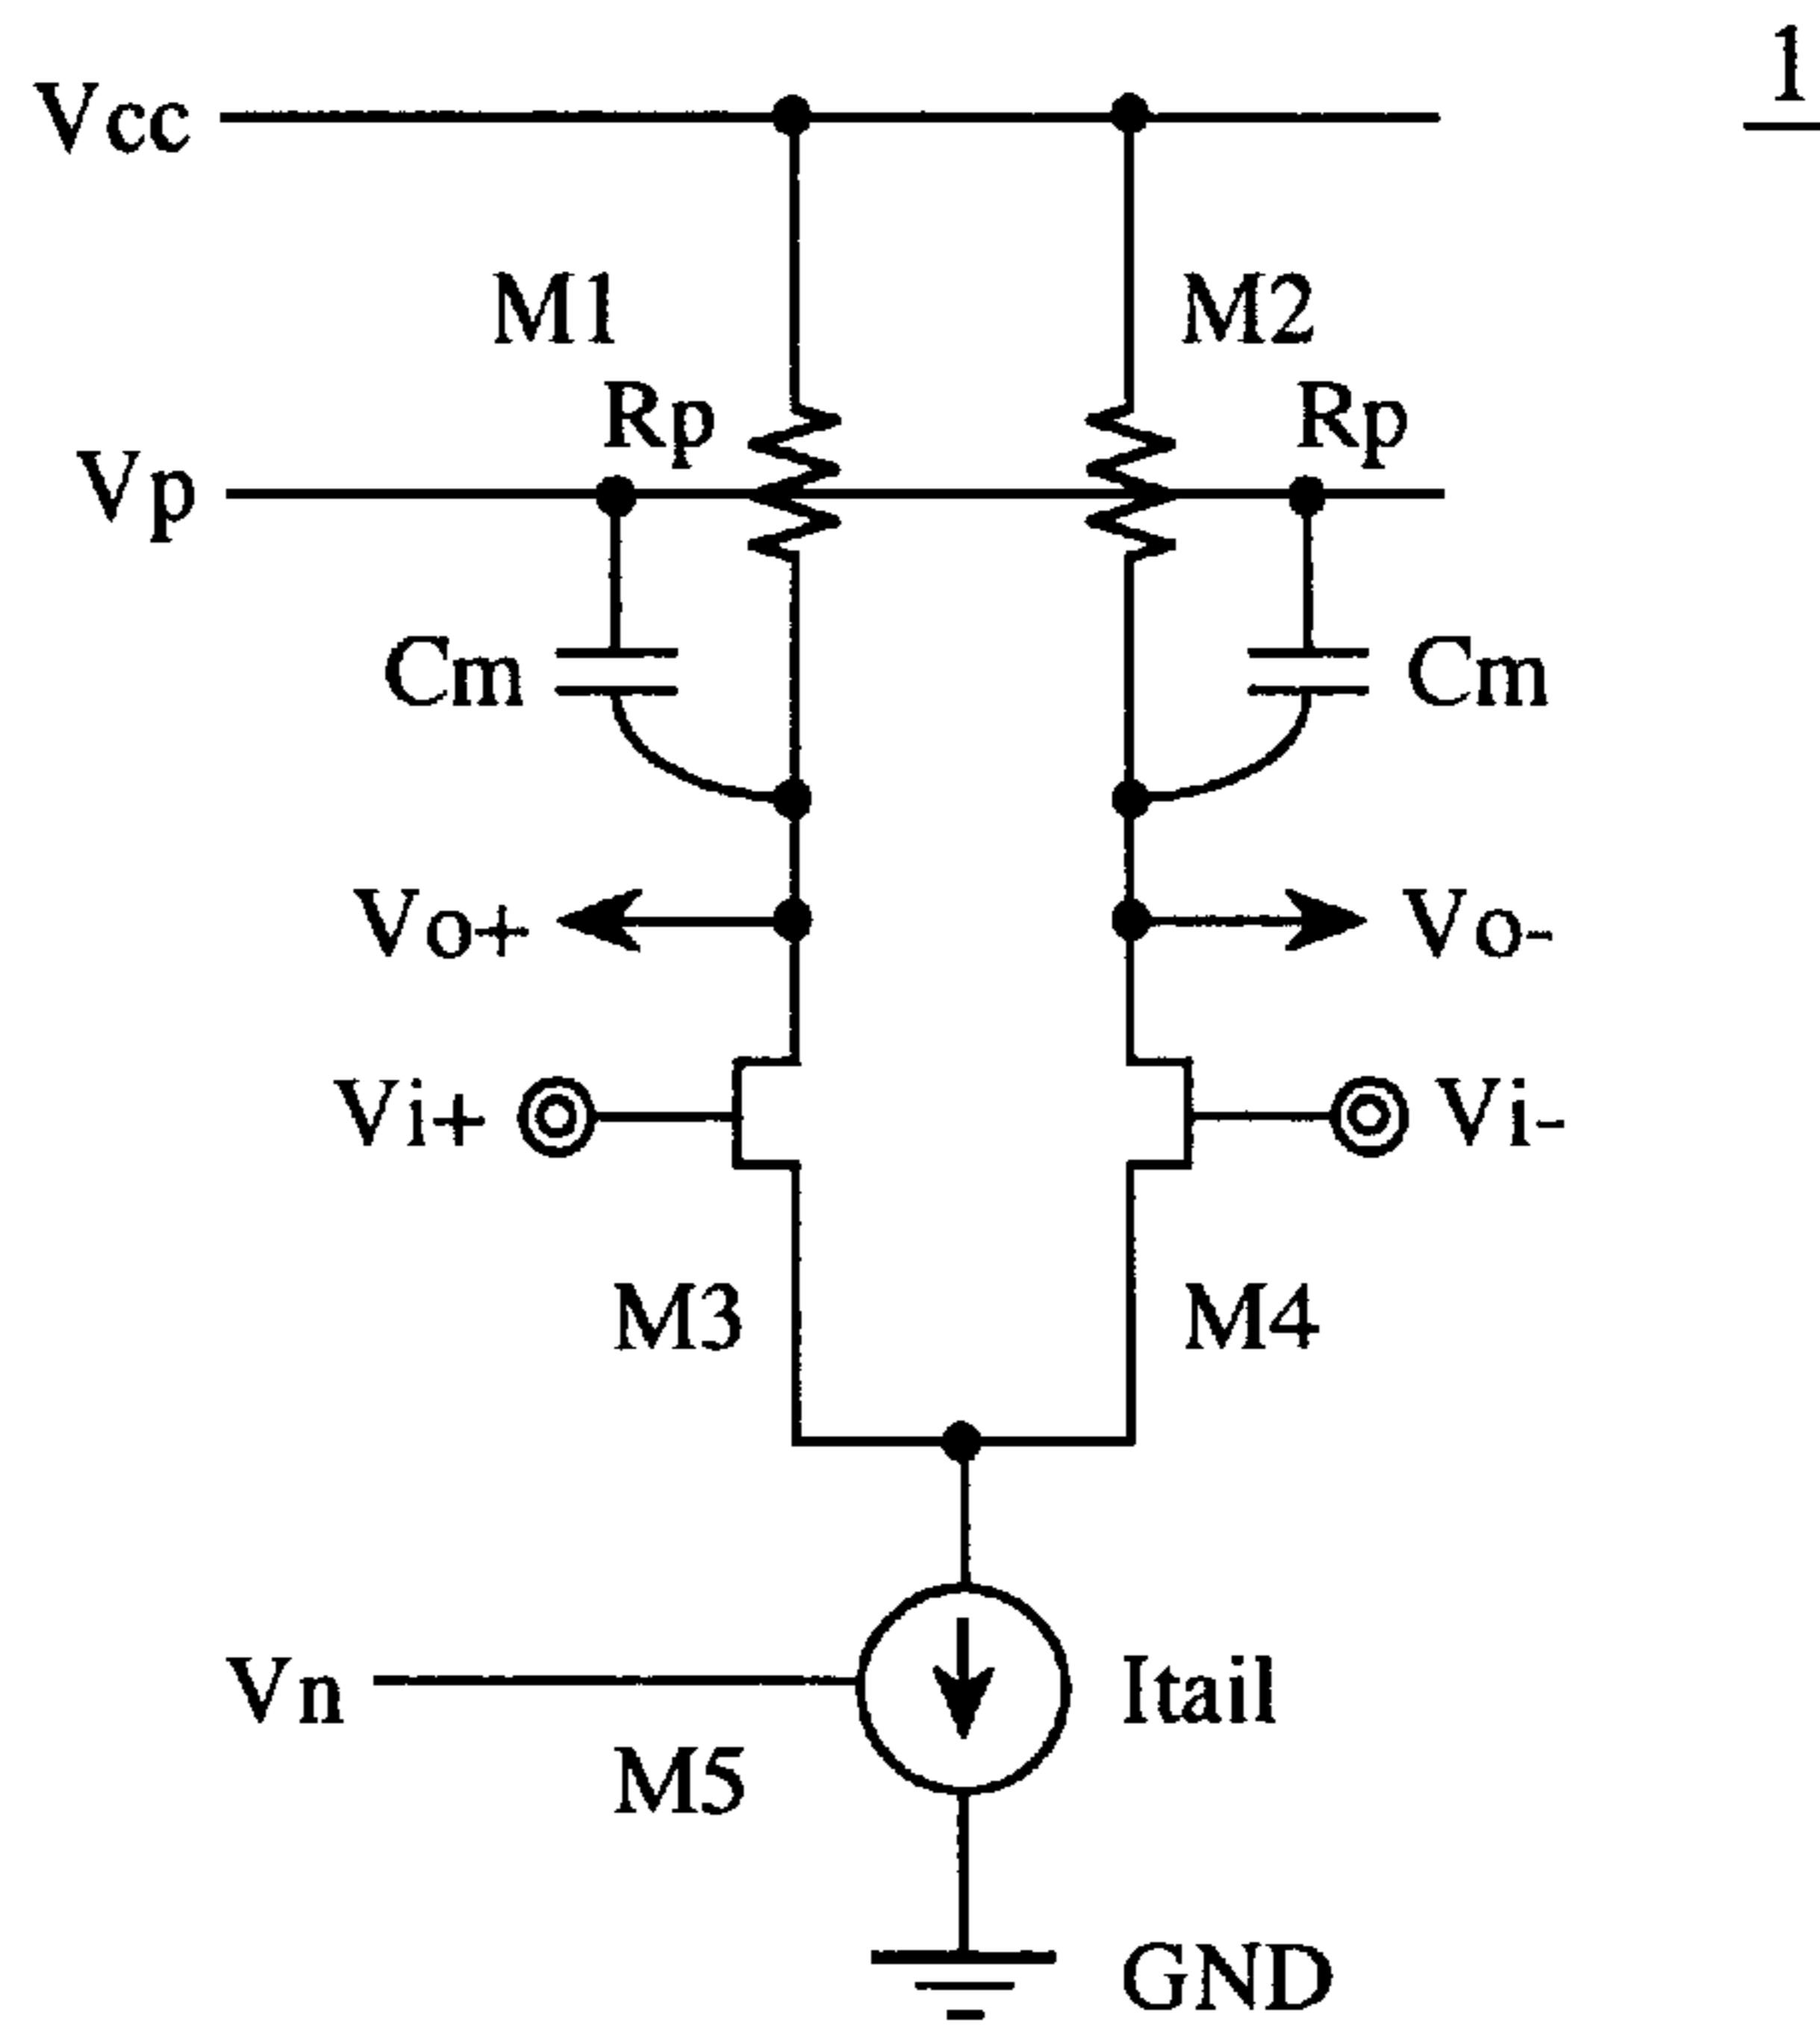 1
Vcc
M1 M2
Rp Rp
Vp
Cm Cm
Vo+ Vo-
Vi+ Vi-
M3 M4
Vn Itail
M5
GND